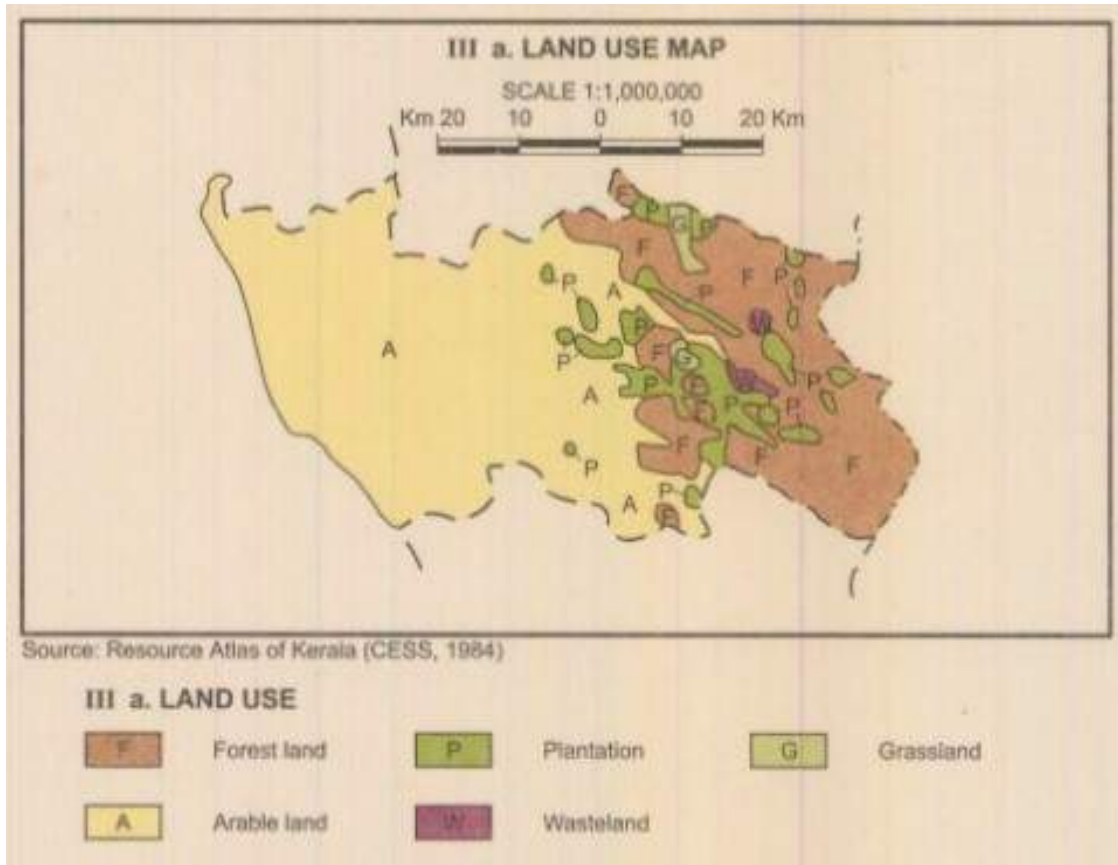 III a. LAND USE MAP
SCALE 1:1,000,000
Km 20 10 0 10 20 Km
F
P
G P
F
F P
P A P
W
P
A F G
P
P F W P
A P P
F
F F
P F
P
A
F
Source: Resource Atlas of Kerala (CESS, 1984)
III a. LAND USE
F Forest land P Plantation G Grassland
A Arable land W Wasteland